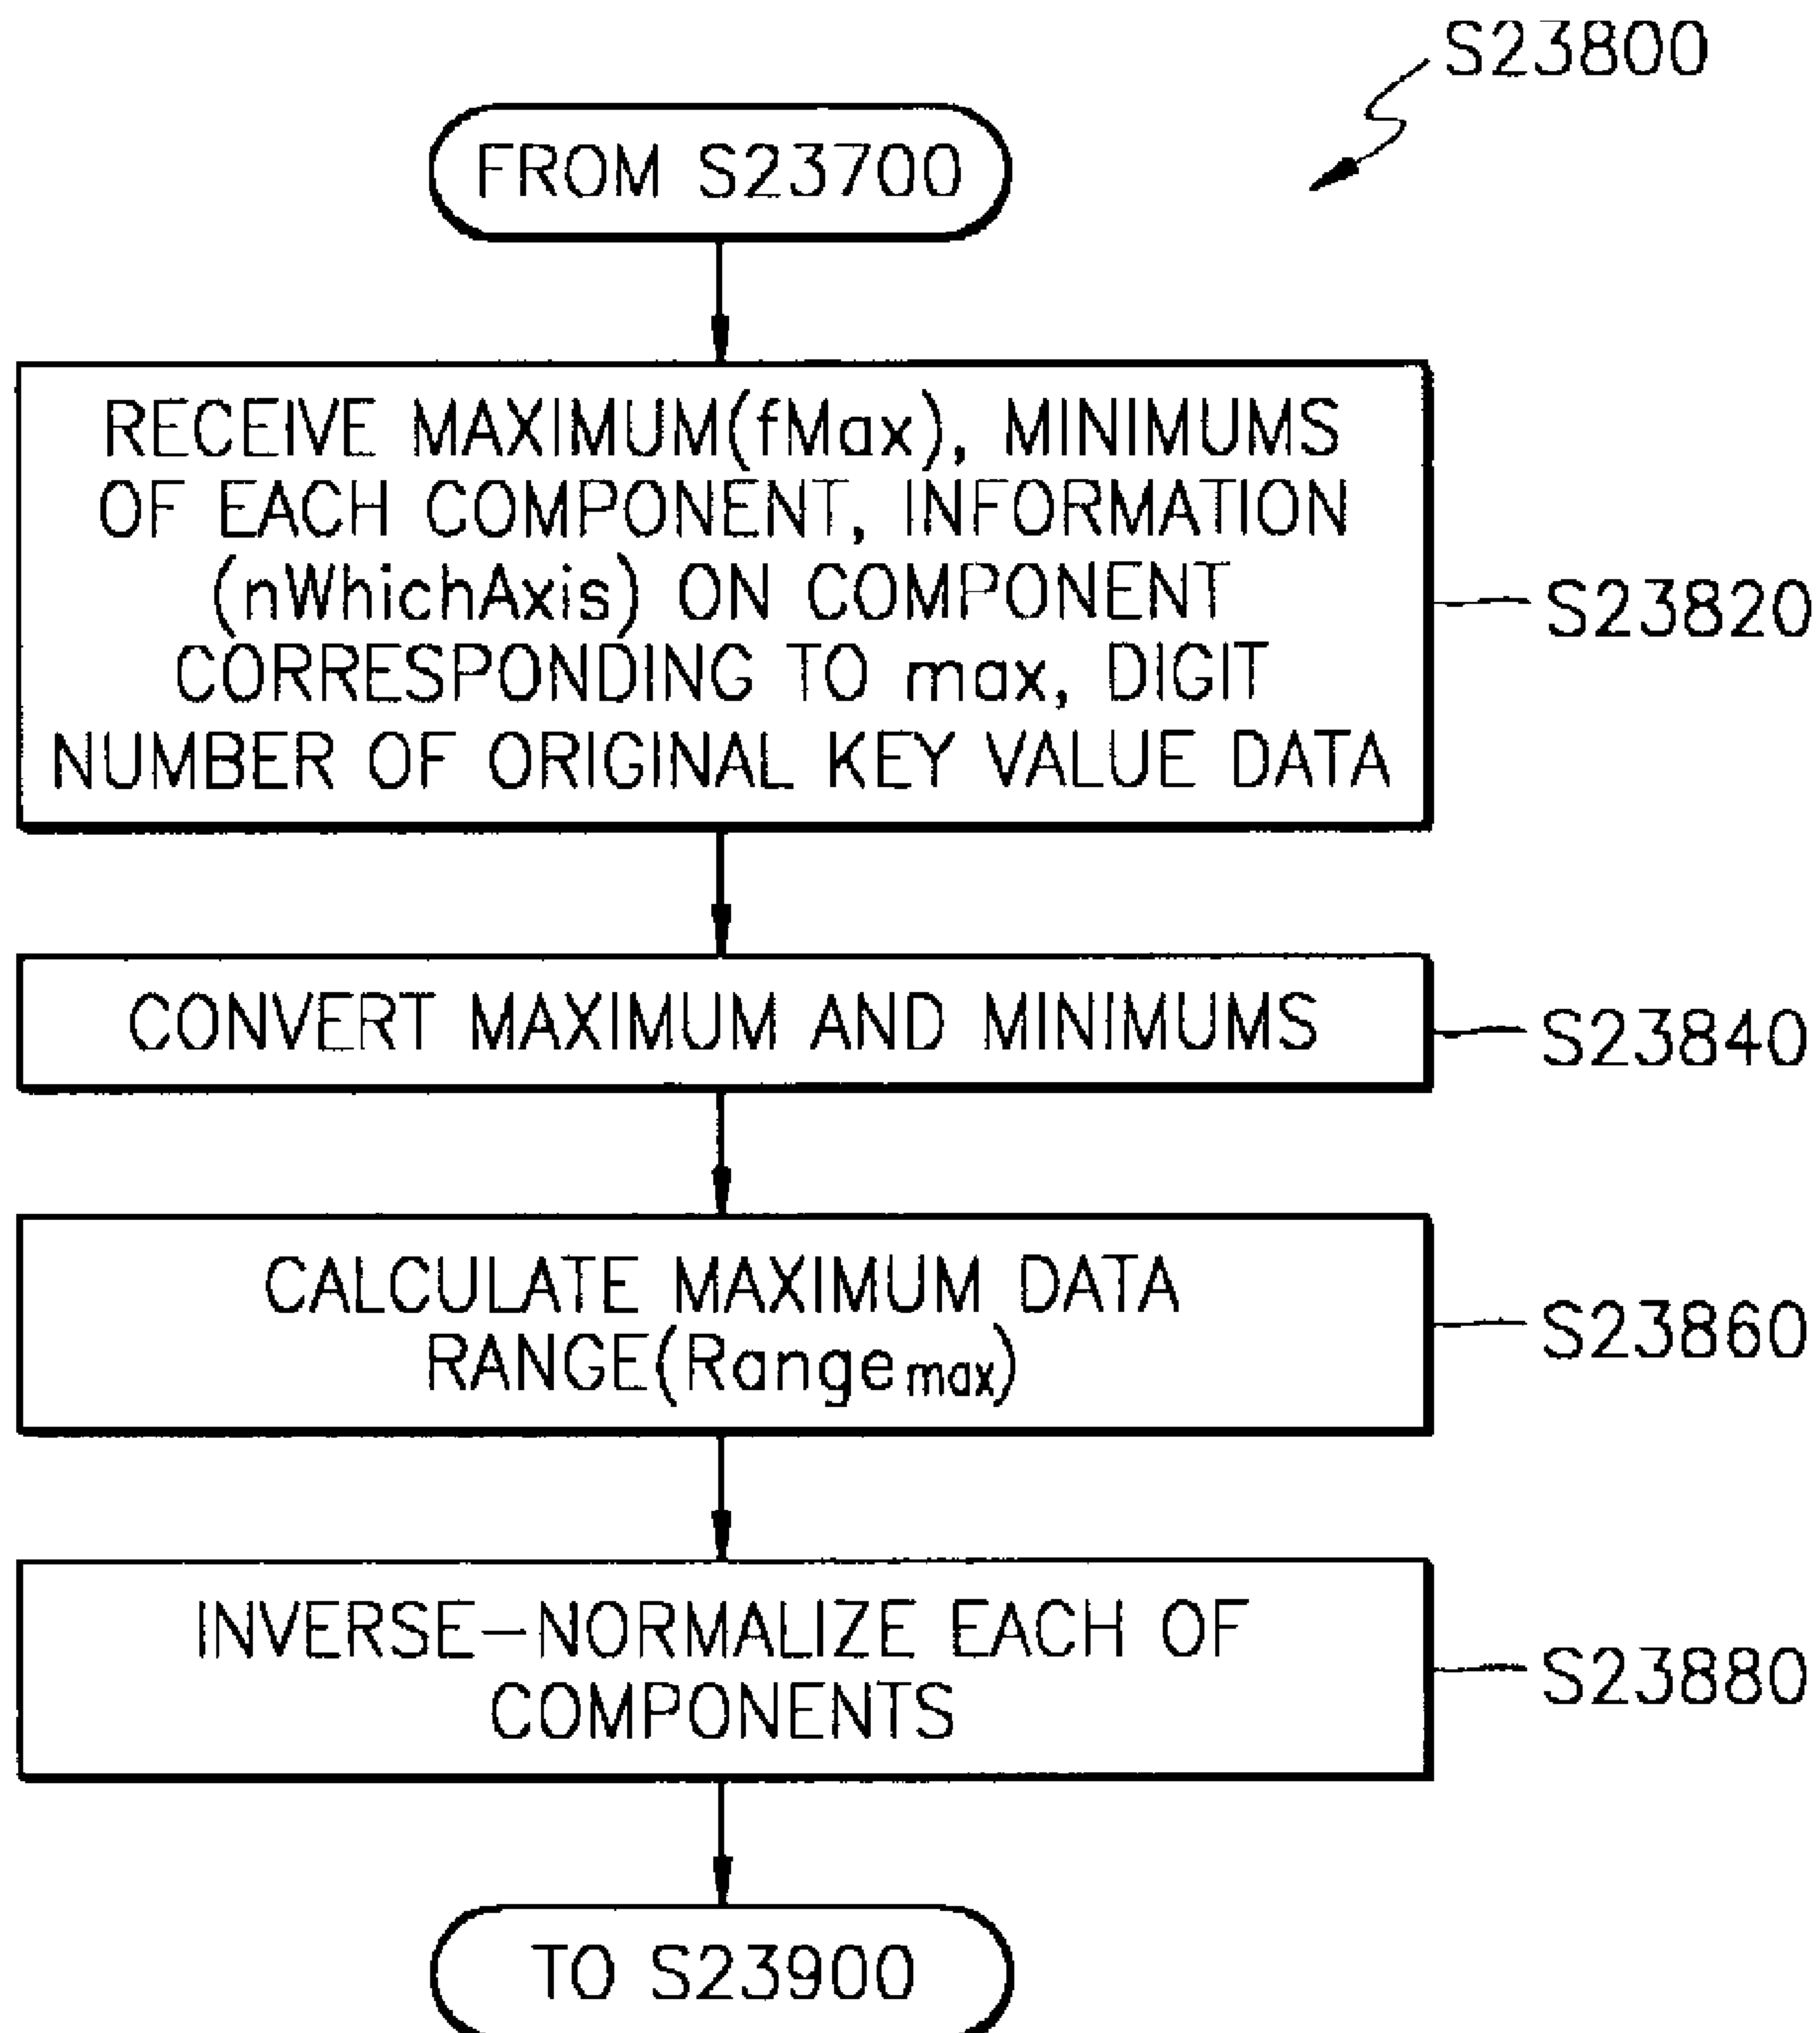 S23800
FROM S23700
RECEIVE MAXIMUM(fMax), MINIMUMS
OF EACH COMPONENT, INFORMATION
(nWhichAxis) ON COMPONENT
CORRESPONDING TO max, DIGIT
NUMBER OF ORIGINAL KEY VALUE DATA
S23820
CONVERT MAXIMUM AND MINIMUMS
S23840
CALCULATE MAXIMUM DATA
RANGE(Rangemax)
S23860
INVERSE-NORMALIZE EACH OF
COMPONENTS
S23880
TO S23900